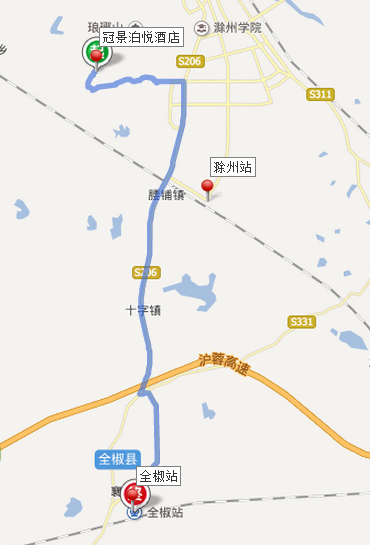 琅琊山
滁州学院
冠景泊悦酒店
S206
S311
滁州站
腰铺镇
S206
十字镇
S331
沪蓉高速
全椒县
全椒站
襄
全椒站